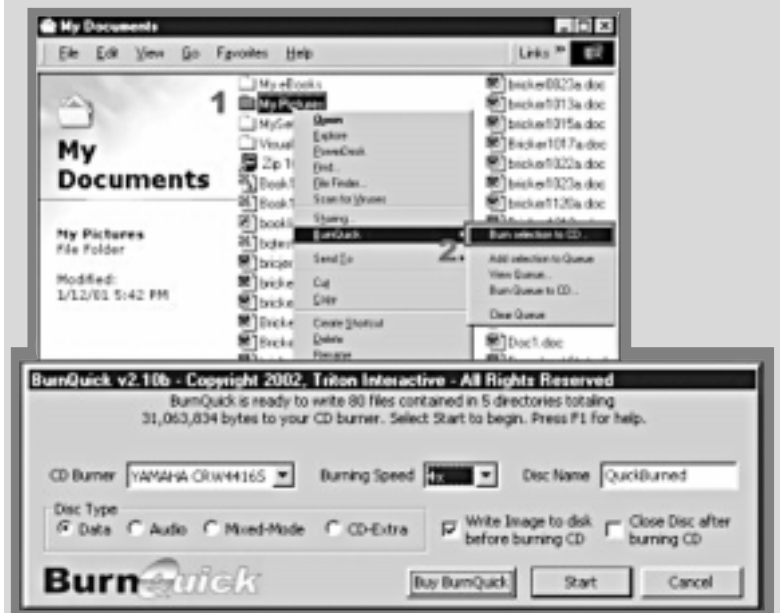 My Documents
File Edit View Go Favorites Help
Links »
My
Documents
My Pictures
File Folder
Modified:
1/12/01 5:42 PM
1
My eBooks
My Pictures
Zip
Open
Explore
PowerDesk
Find...
File Finder...
Scan for Viruses
Sharing...
BurnQuick
Send To
Cut
Copy
Create Shortcut
Delete
Rename
2.
Burn selection to CD...
Add selection to Queue
View Queue...
Burn Queue to CD...
Clear Queue
bricker0823a.doc
bricker1013a.doc
bricker1015a.doc
Bricker1017a.doc
bricker1022a.doc
bricker1023a.doc
bricker1120a.doc
Doc1.doc
BurnQuick v2.10b - Copyright 2002, Triton Interactive - All Rights Reserved
BurnQuick is ready to write 80 files contained in 5 directories totaling
31,063,834 bytes to your CD burner. Select Start to begin. Press F1 for help.
CD Burner YAMAHA CRW4416S Burning Speed 4x Disc Name QuickBurned
Disc Type
Data Audio Mixed-Mode CD-Extra
Write Image to disk
before burning CD
Close Disc after
burning CD
BurnQuick
Buy BurnQuick Start Cancel